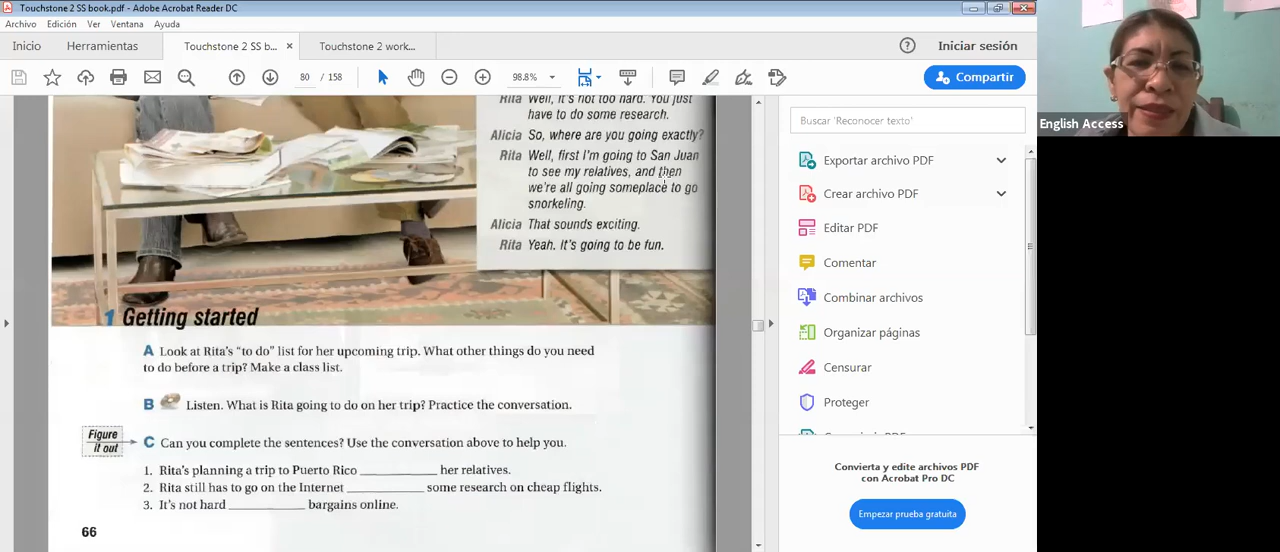 Touchstone 2 SS book.pdf - Adobe Acrobat Reader DC
Archivo Edición Ver Ventana Ayuda
Inicio Herramientas Touchstone 2 SS b... × Touchstone 2 work... Iniciar sesión
80 / 158 98.8% Compartir
Rita Well, it's not too hard. You just
have to do some research.
Alicia So, where are you going exactly?
Rita Well, first I'm going to San Juan
to see my relatives, and then
we're all going someplace to go
snorkeling.
Alicia That sounds exciting.
Rita Yeah. It's going to be fun.
1 Getting started
A Look at Rita's "to do" list for her upcoming trip. What other things do you need
to do before a trip? Make a class list.
B Listen. What is Rita going to do on her trip? Practice the conversation.
Figure
it out
C Can you complete the sentences? Use the conversation above to help you.
1. Rita's planning a trip to Puerto Rico __________ her relatives.
2. Rita still has to go on the Internet __________ some research on cheap flights.
3. It's not hard __________ bargains online.
66
Buscar 'Reconocer texto'
Exportar archivo PDF
Crear archivo PDF
Editar PDF
Comentar
Combinar archivos
Organizar páginas
Censurar
Proteger
Convierta y edite archivos PDF
con Acrobat Pro DC
Empezar prueba gratuita
English Access